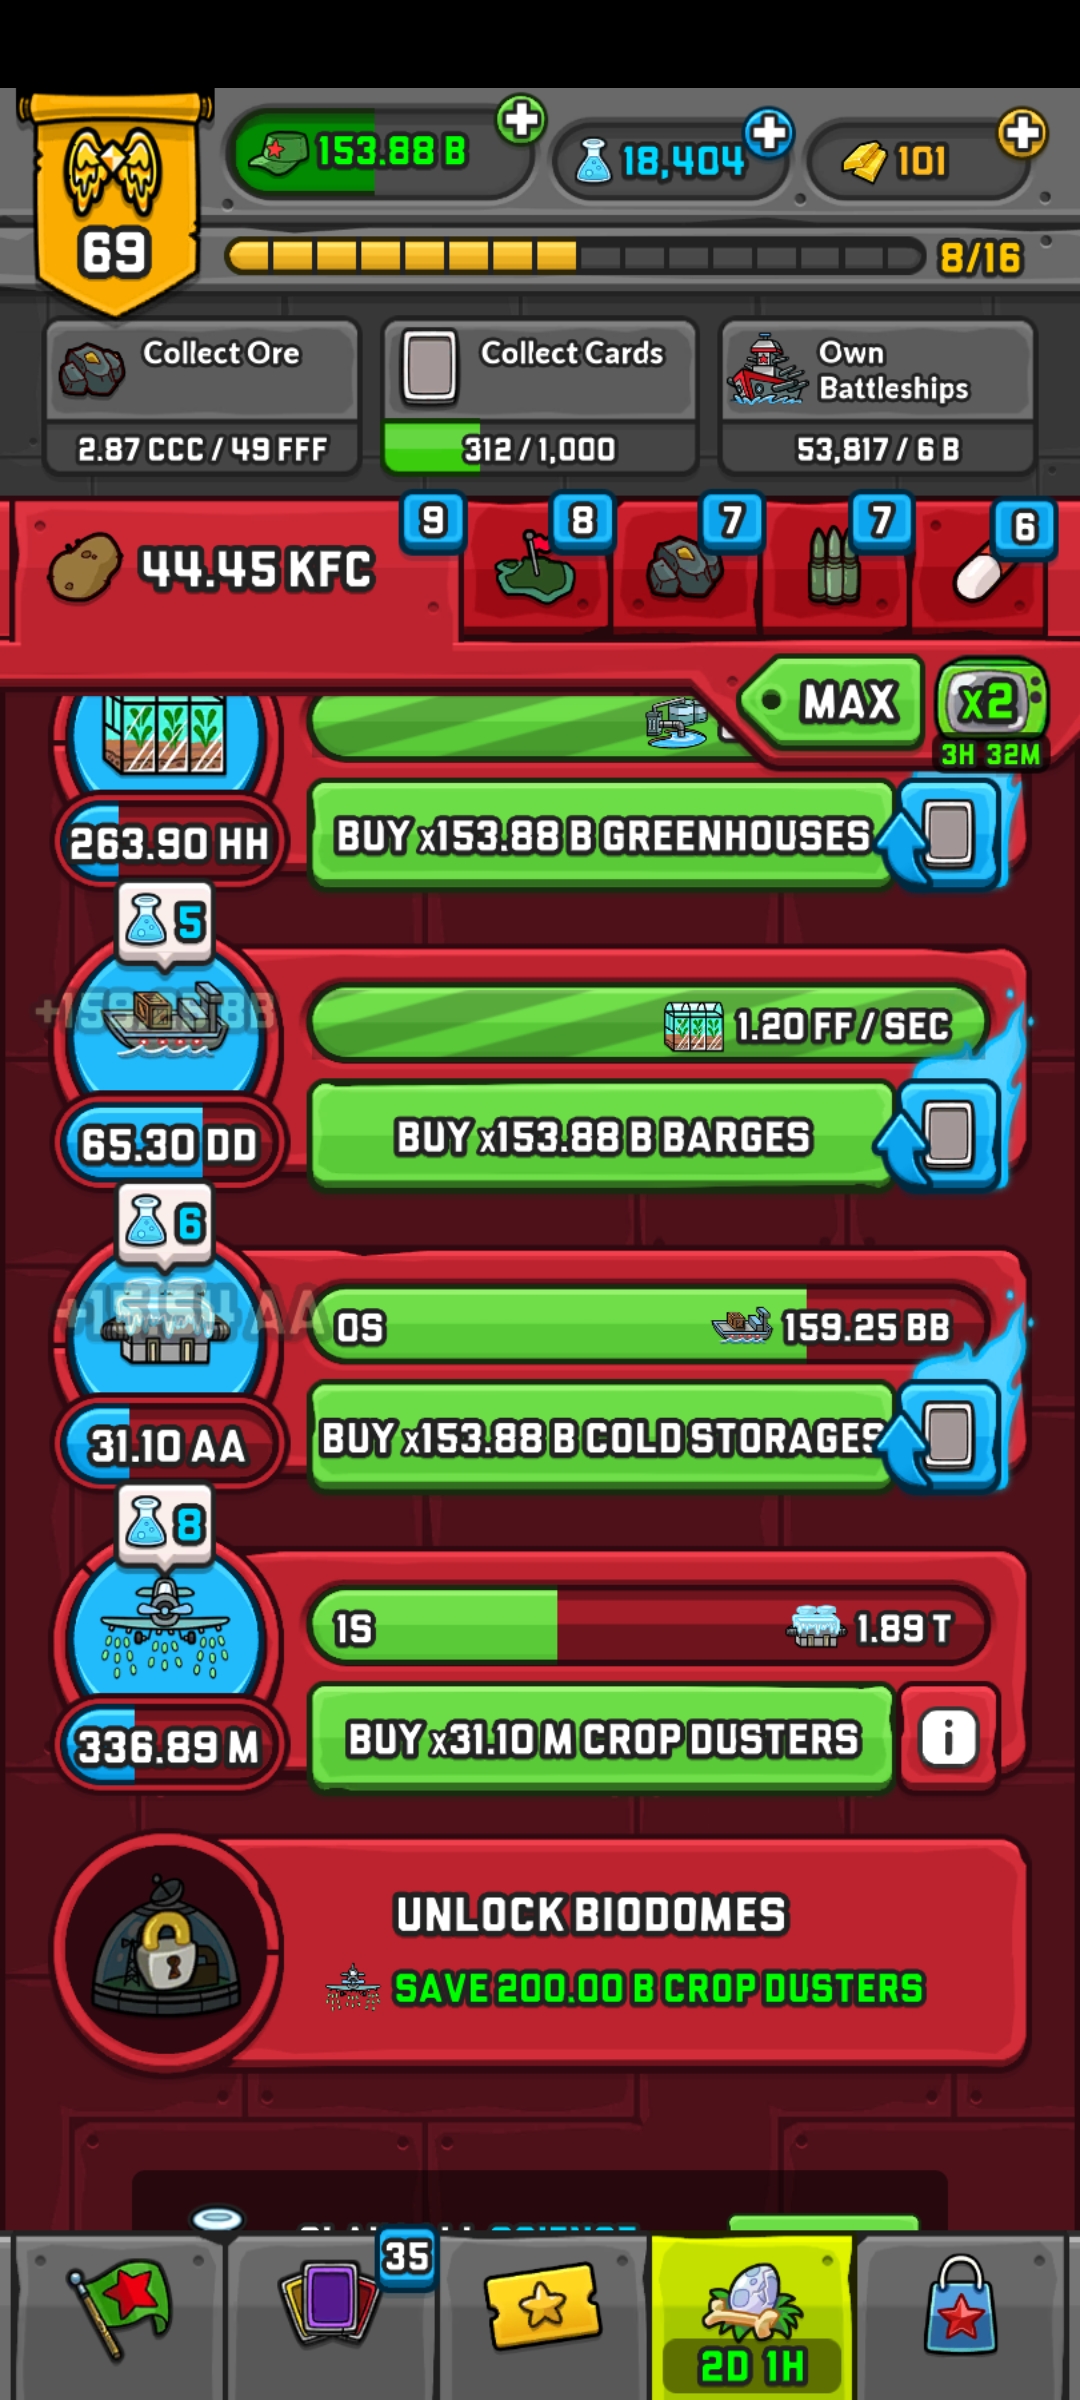 153.88 B
18,404
101
69
8/16
Collect Ore
2.87 CCC / 49 FFF
Collect Cards
312 / 1,000
Own
Battleships
53,817 / 6 B
44.45 KFC
9
8
7
7
6
MAX
x2
3H 32M
263.90 HH
BUY x153.88 B GREENHOUSES
5
+159.25 BB
1.20 FF / SEC
65.30 DD
BUY x153.88 B BARGES
6
0S
159.25 BB
31.10 AA
BUY x153.88 B COLD STORAGES
8
1S
1.89 T
336.89 M
BUY x31.10 M CROP DUSTERS
i
UNLOCK BIODOMES
SAVE 200.00 B CROP DUSTERS
35
2D 1H